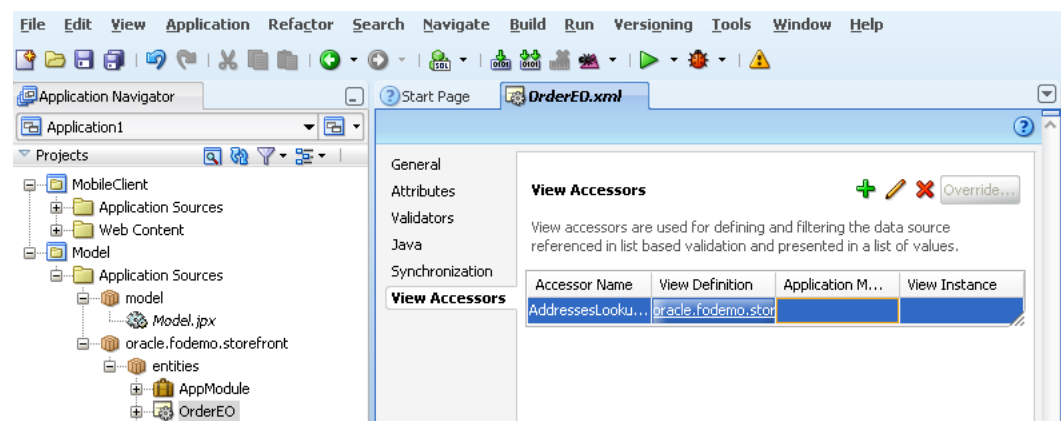 File Edit View Application Refactor Search Navigate Build Run Versioning Tools Window Help
Application Navigator
Start Page
OrderEO.xml
Application1
Projects
MobileClient
Application Sources
Web Content
Model
Application Sources
model
Model.jpx
oracle.fodemo.storefront
entities
AppModule
OrderEO
General
Attributes
Validators
Java
Synchronization
View Accessors
View Accessors
Override...
View accessors are used for defining and filtering the data source
referenced in list based validation and presented in a list of values.
Accessor Name View Definition Application M... View Instance
AddressesLooku... oracle.fodemo.stor